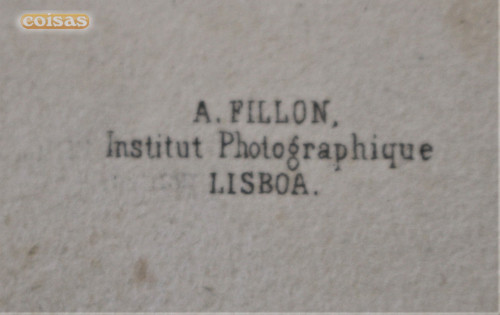 coisas
A. FILLON,
Institut Photographique
LISBOA.